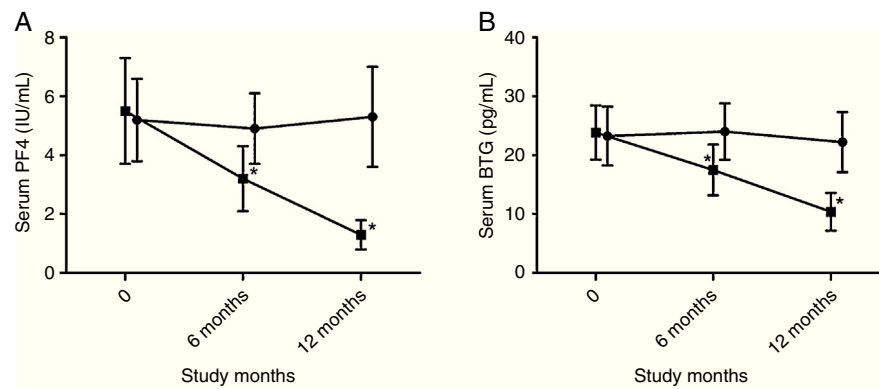 A
Serum PF4 (IU/mL)
8
6
4
2
0
*
*
0
6 months
12 months
Study months
B
Serum BTG (pg/mL)
40
30
20
10
0
*
*
0
6 months
12 months
Study months